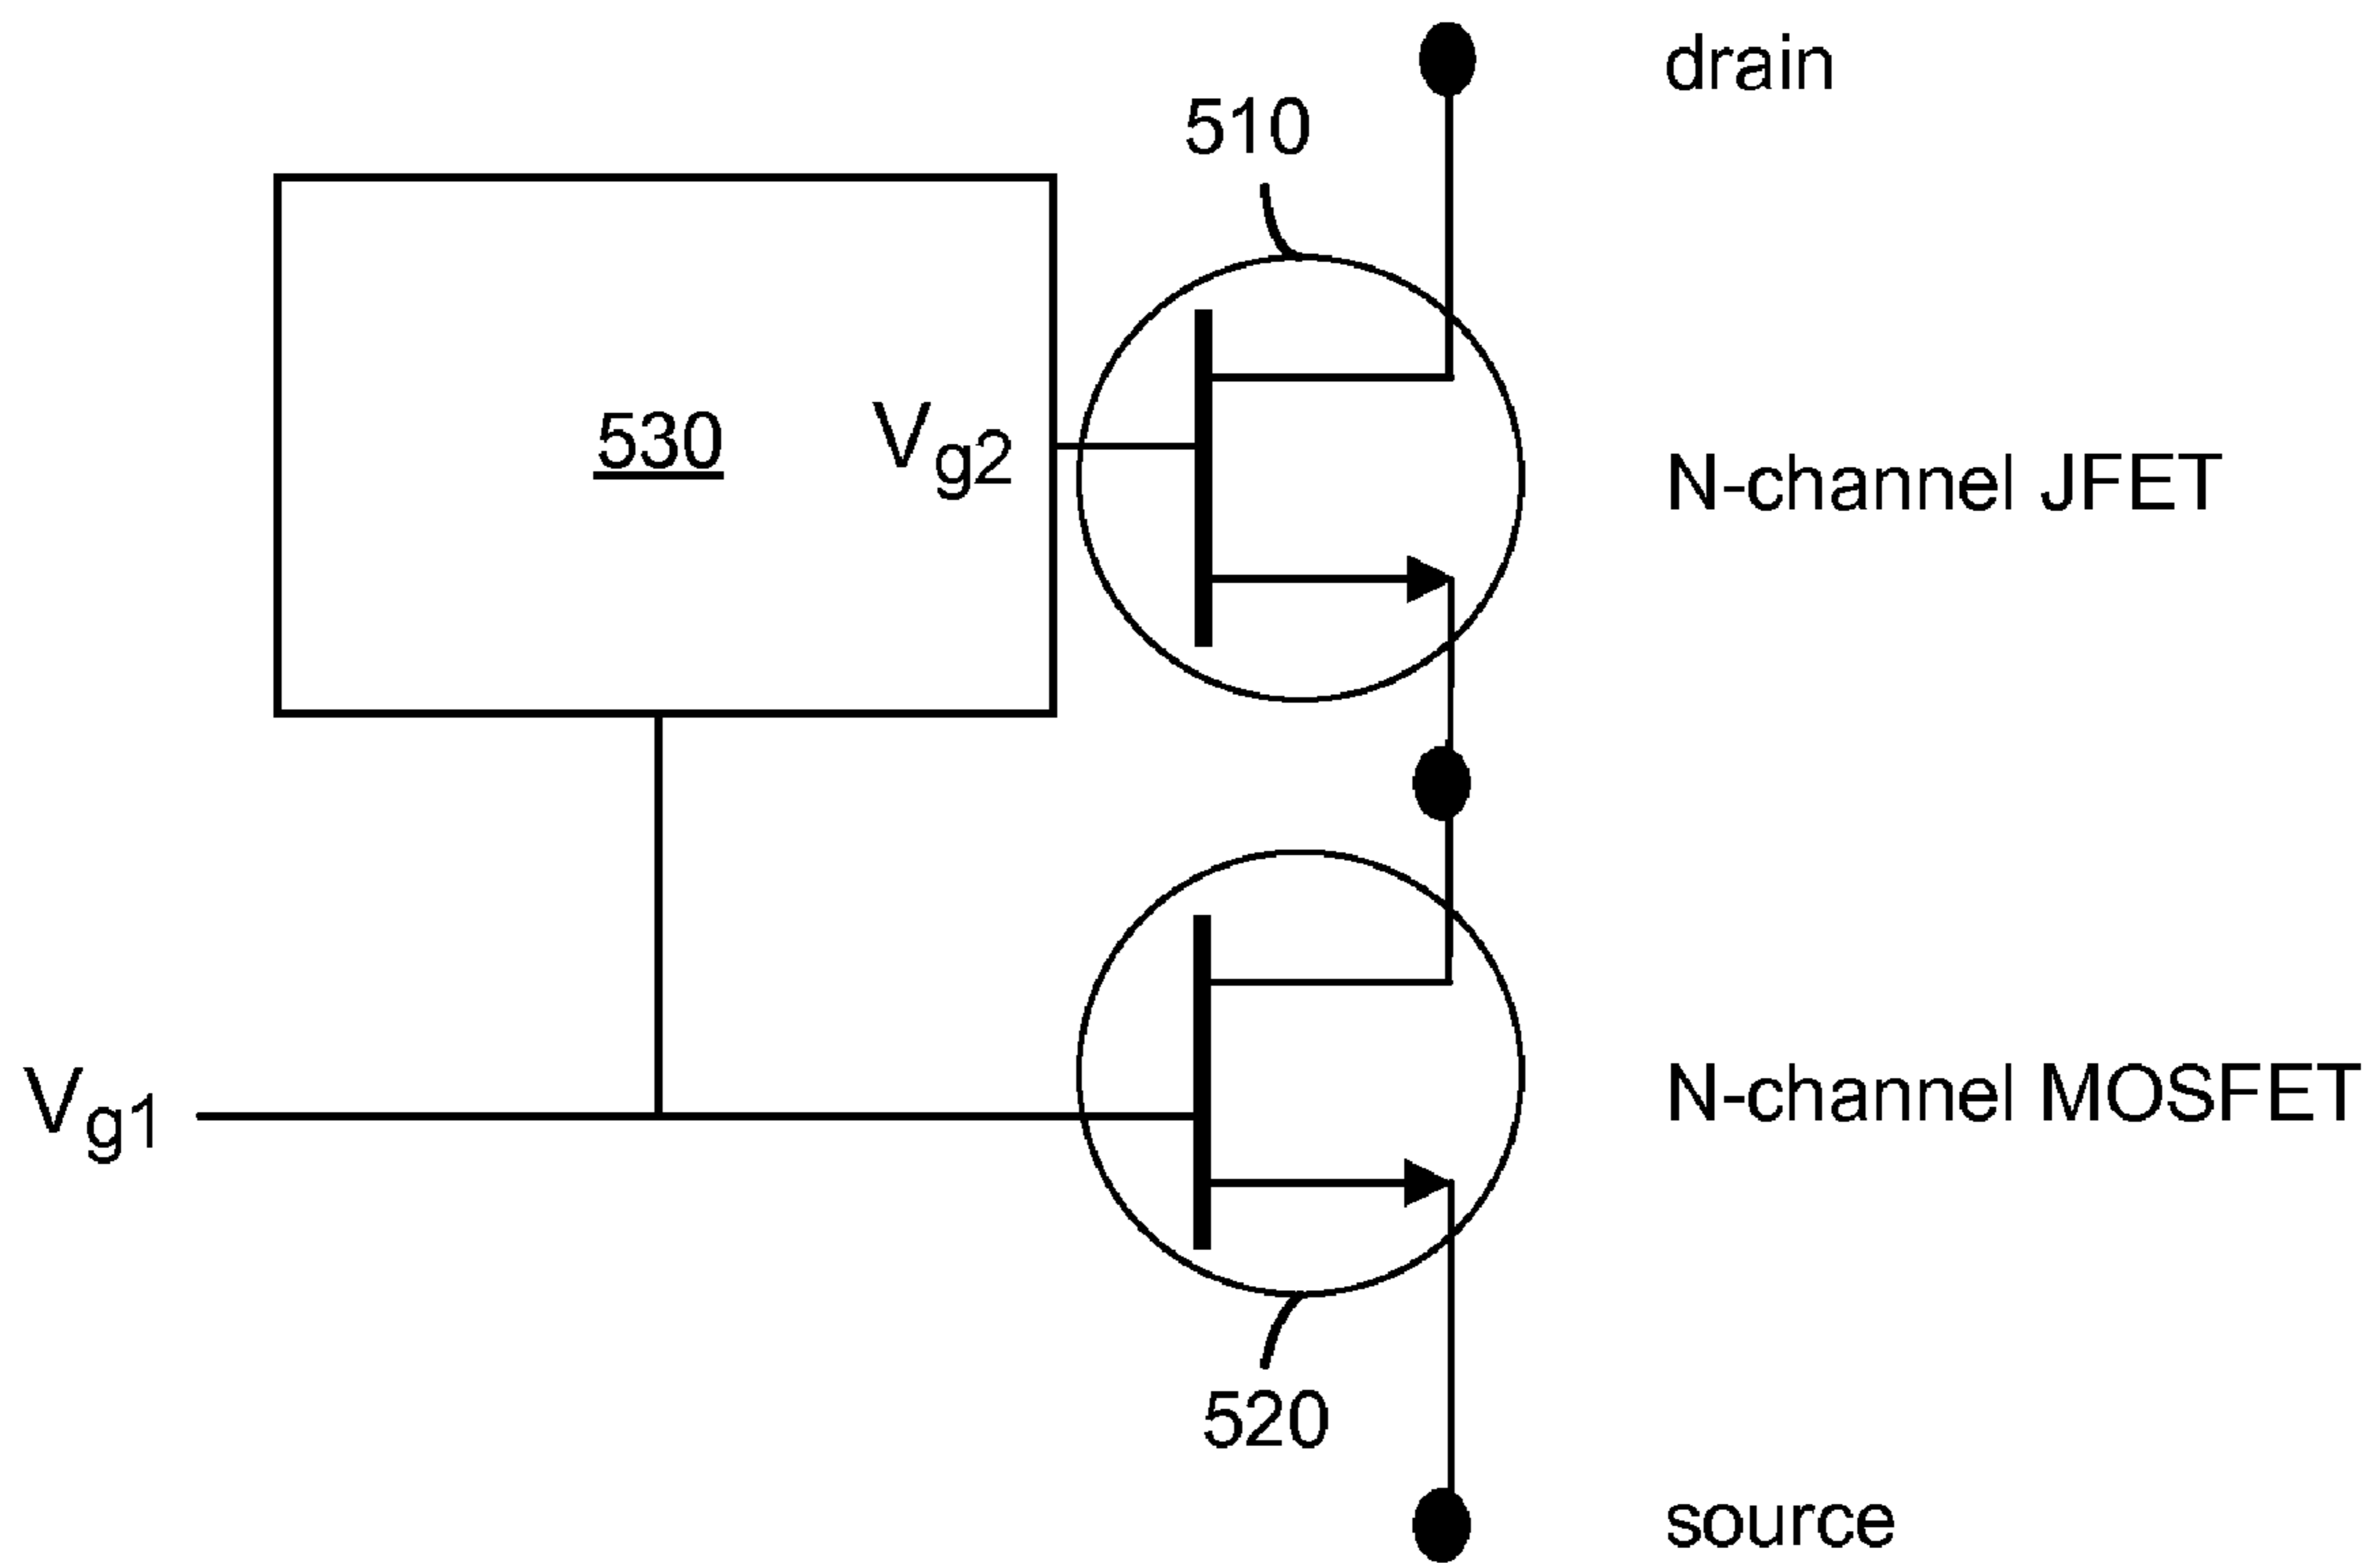 drain
510
530
Vg2
N-channel JFET
Vg1
N-channel MOSFET
520
source